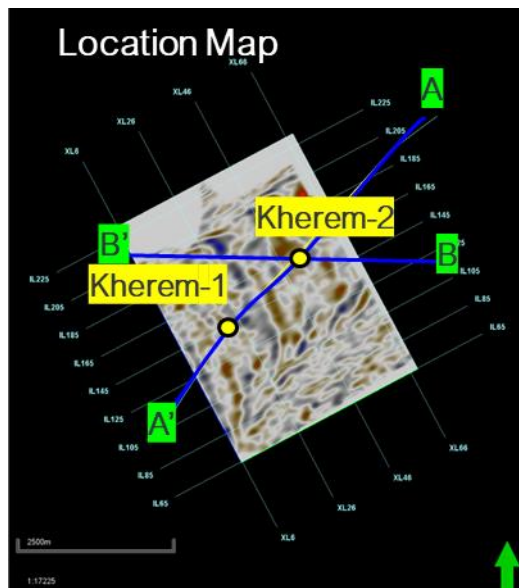 Location Map
XL66
XL46
XL26
XL6
A
IL225
IL205
IL185
IL165
IL145
Kherem-2
B'
B
IL105
IL85
IL65
Kherem-1
IL225
IL205
IL185
IL165
IL145
IL125
IL105
IL85
IL65
A'
XL66
XL46
XL26
XL6
2500m
1:17225